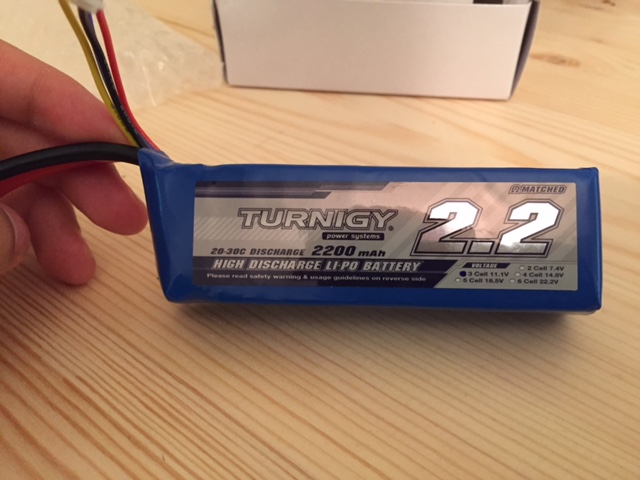 MATCHED
TURNIGY®
power systems
2.2
20-30C DISCHARGE 2200 mAh
HIGH DISCHARGE LI-PO BATTERY
Please read safety warning & usage guidelines on reverse side
VOLTAGE
2 Cell 7.4V
3 Cell 11.1V
4 Cell 14.8V
5 Cell 18.5V
6 Cell 22.2V